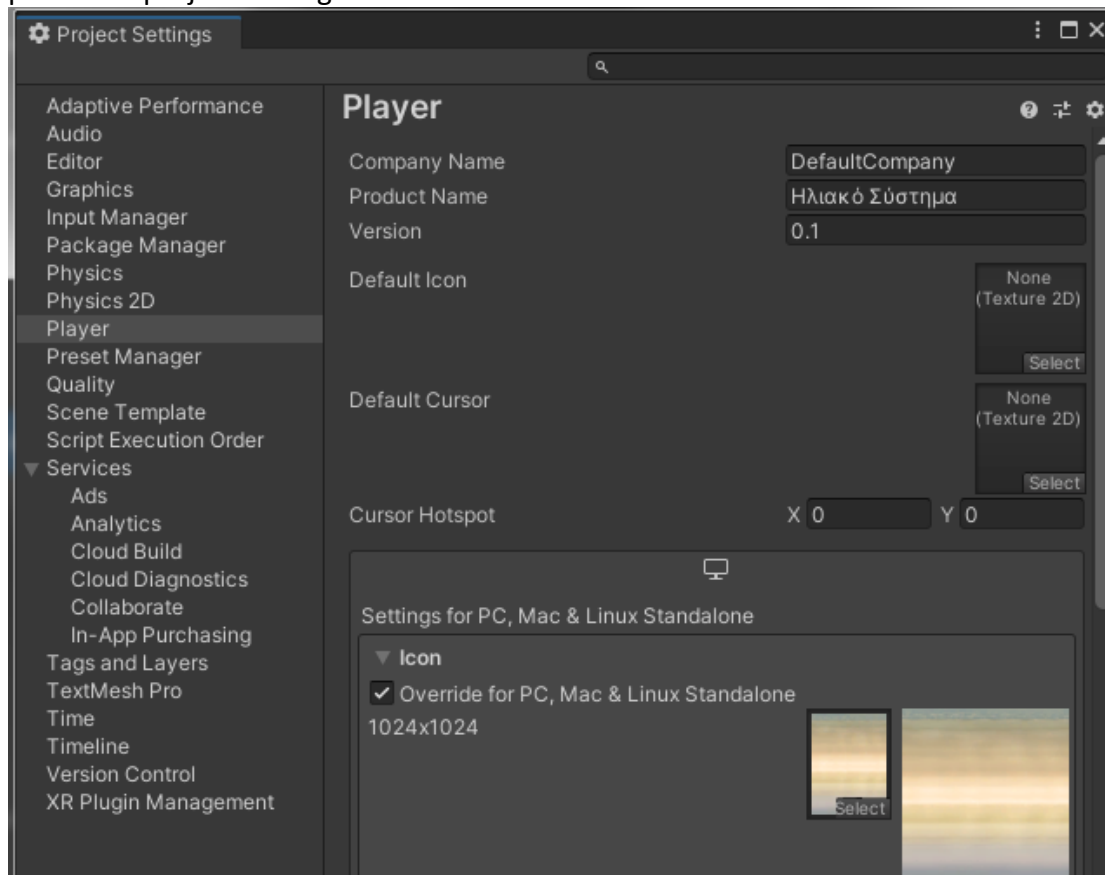 Project Settings
Adaptive Performance
Audio
Editor
Graphics
Input Manager
Package Manager
Physics
Physics 2D
Player
Preset Manager
Quality
Scene Template
Script Execution Order
Services
Ads
Analytics
Cloud Build
Cloud Diagnostics
Collaborate
In-App Purchasing
Tags and Layers
TextMesh Pro
Time
Timeline
Version Control
XR Plugin Management
Player
Company Name DefaultCompany
Product Name Ηλιακό Σύστημα
Version 0.1
Default Icon
None
(Texture 2D)
Select
Default Cursor
None
(Texture 2D)
Select
Cursor Hotspot X 0 Y 0
Settings for PC, Mac & Linux Standalone
Icon
Override for PC, Mac & Linux Standalone
1024x1024
Select